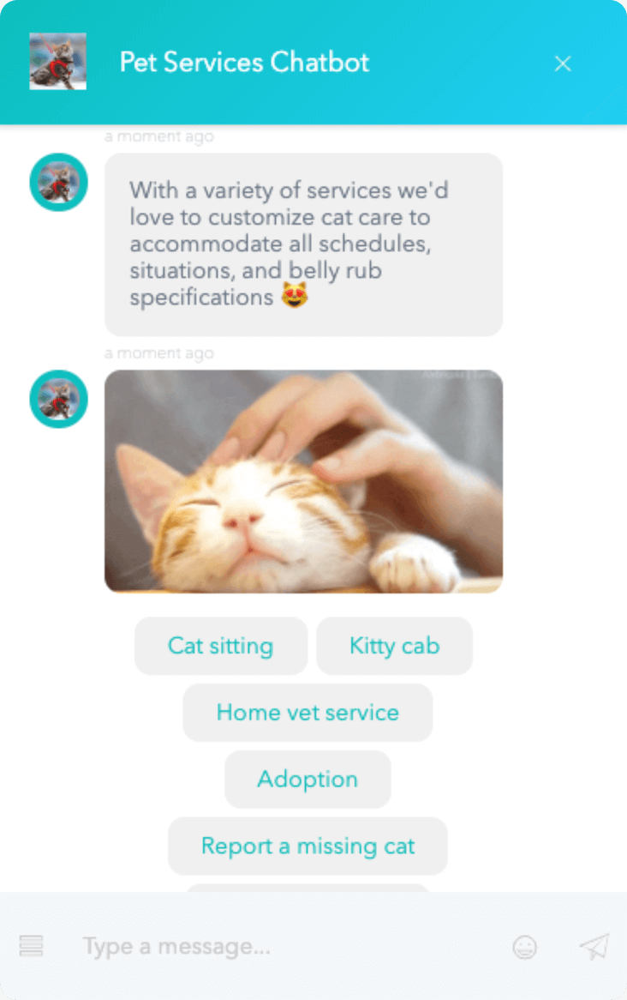 Pet Services Chatbot
a moment ago
With a variety of services we'd
love to customize cat care to
accommodate all schedules,
situations, and belly rub
specifications 😻
a moment ago
Cat sitting
Kitty cab
Home vet service
Adoption
Report a missing cat
Type a message...